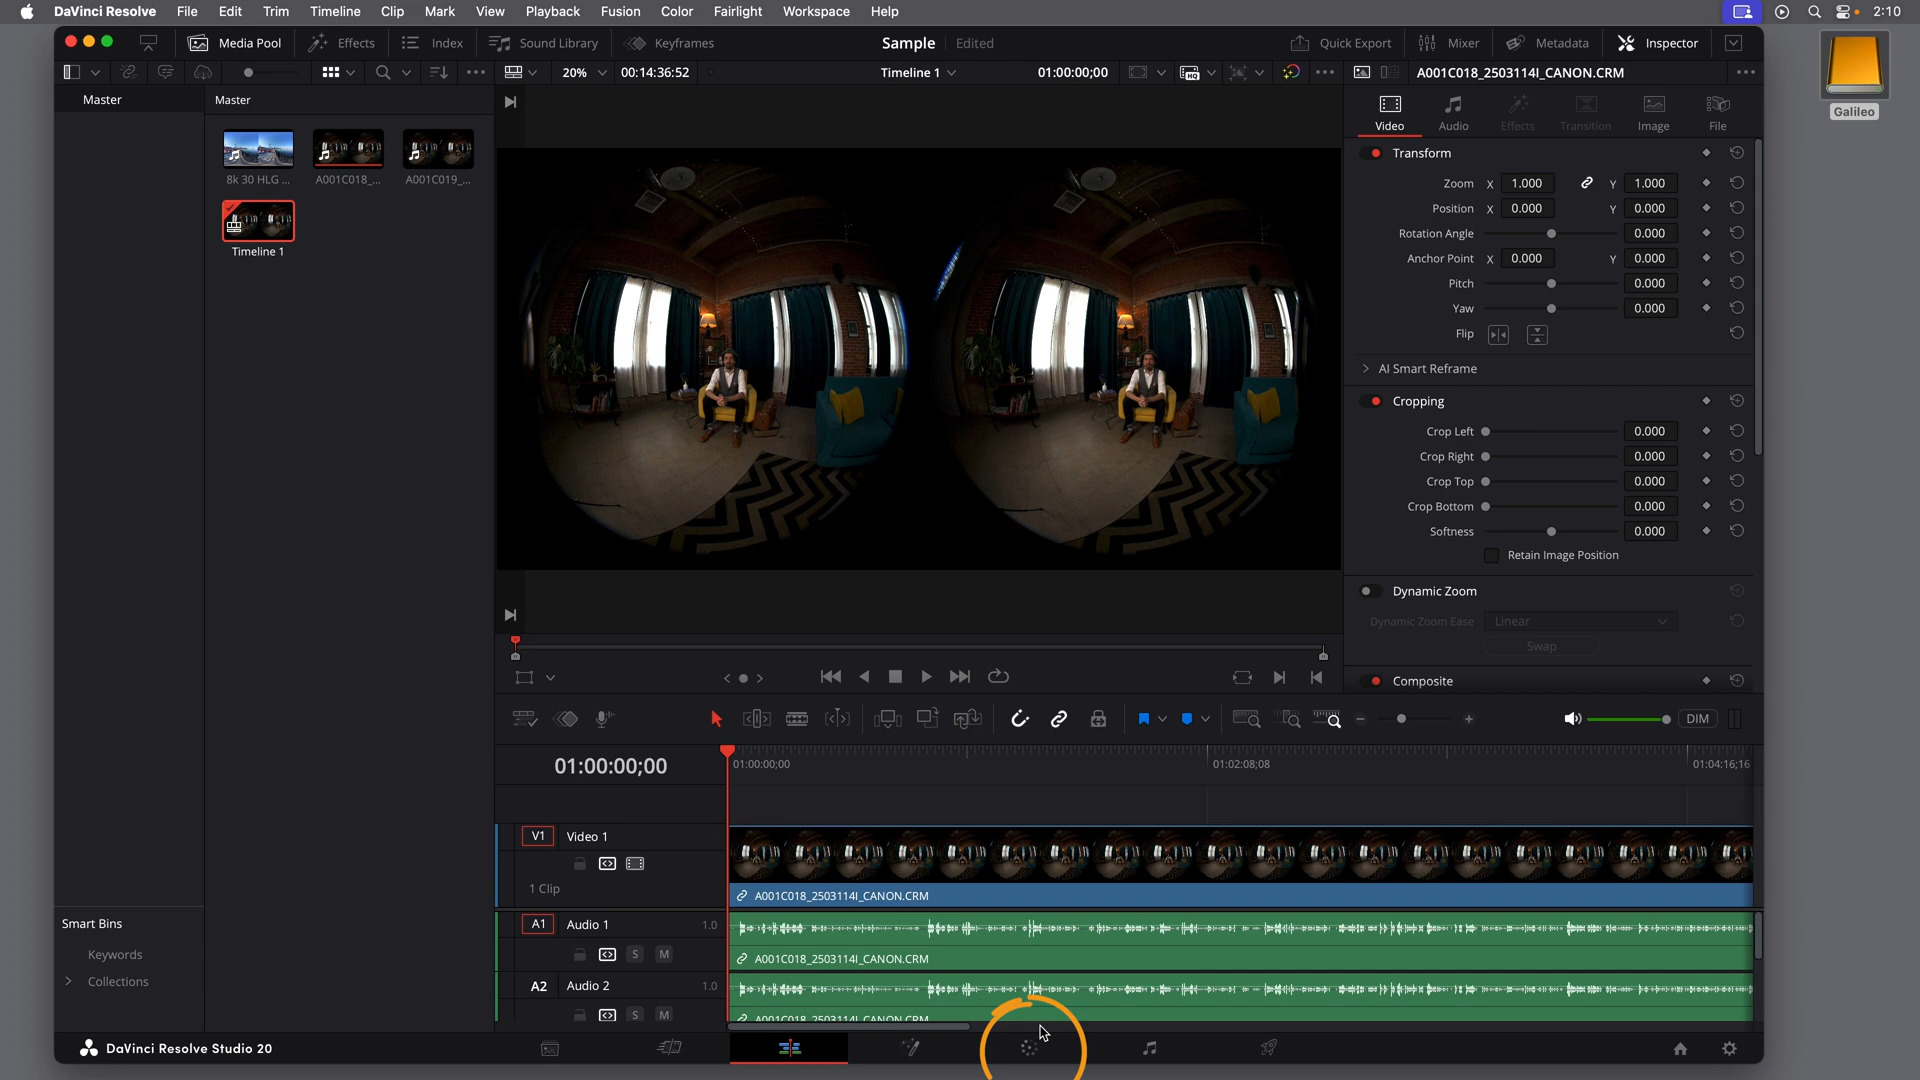 DaVinci Resolve File Edit Trim Timeline Clip Mark View Playback Fusion Color Fairlight Workspace Help 2:10
Media Pool Effects Index Sound Library Keyframes Sample Edited Quick Export Mixer Metadata Inspector
20% 00:14:36:52 Timeline 1 01:00:00;00 A001C018_2503114I_CANON.CRM
Galileo
Master Master
Video Audio Effects Transition Image File
8k 30 HLG ... A001C018_... A001C019_...
Timeline 1
Transform
Zoom X 1.000 Y 1.000
Position X 0.000 Y 0.000
Rotation Angle 0.000
Anchor Point X 0.000 Y 0.000
Pitch 0.000
Yaw 0.000
Flip
AI Smart Reframe
Cropping
Crop Left 0.000
Crop Right 0.000
Crop Top 0.000
Crop Bottom 0.000
Softness 0.000
Retain Image Position
Dynamic Zoom
Dynamic Zoom Ease Linear
Swap
Composite
DIM
01:00:00;00 01:00:00;00 01:02:08;08 01:04:16;16
V1 Video 1
1 Clip
A001C018_2503114I_CANON.CRM
A1 Audio 1 1.0
S M
A001C018_2503114I_CANON.CRM
A2 Audio 2 1.0
S M
A001C018_2503114I_CANON.CRM
Smart Bins
Keywords
Collections
DaVinci Resolve Studio 20